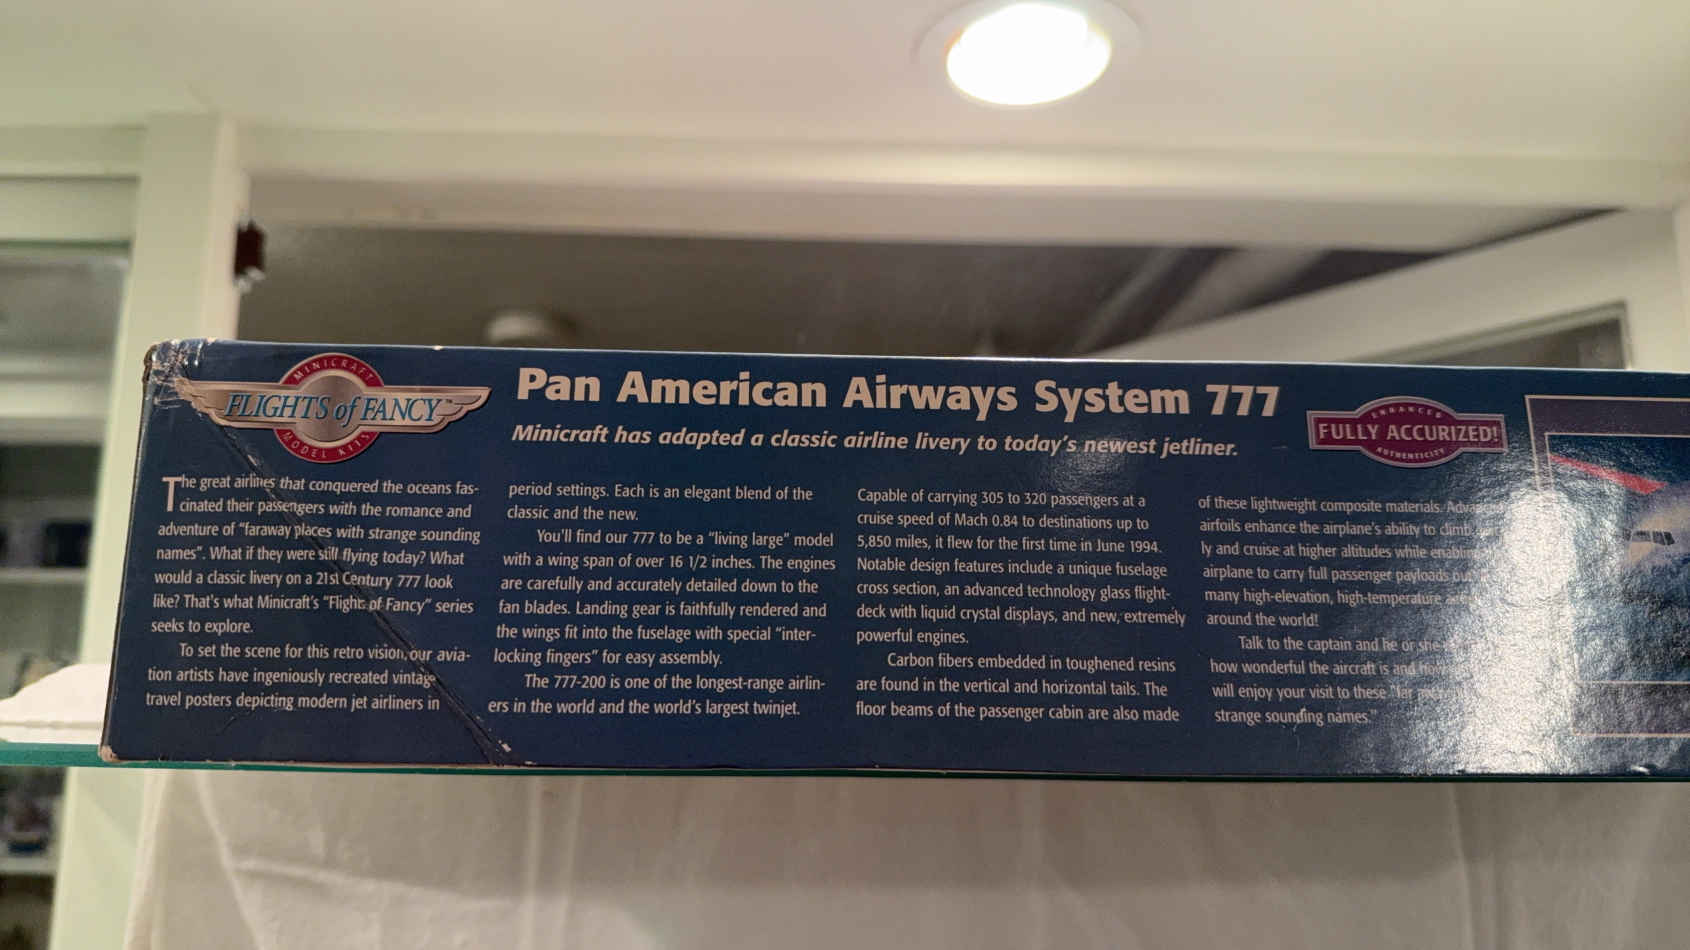 MINICRAFT
FLIGHTS of FANCY™
MODEL KITS
Pan American Airways System 777
Minicraft has adapted a classic airline livery to today's newest jetliner.
ENHANCED
FULLY ACCURIZED!
AUTHENTICITY
The great airlines that conquered the oceans fas-
cinated their passengers with the romance and
adventure of "faraway places with strange sounding
names". What if they were still flying today? What
would a classic livery on a 21st Century 777 look
like? That's what Minicraft's "Flights of Fancy" series
seeks to explore.
To set the scene for this retro vision, our avia-
tion artists have ingeniously recreated vintage
travel posters depicting modern jet airliners in
period settings. Each is an elegant blend of the
classic and the new.
You'll find our 777 to be a "living large" model
with a wing span of over 16 1/2 inches. The engines
are carefully and accurately detailed down to the
fan blades. Landing gear is faithfully rendered and
the wings fit into the fuselage with special "inter-
locking fingers" for easy assembly.
The 777-200 is one of the longest-range airlin-
ers in the world and the world's largest twinjet.
Capable of carrying 305 to 320 passengers at a
cruise speed of Mach 0.84 to destinations up to
5,850 miles, it flew for the first time in June 1994.
Notable design features include a unique fuselage
cross section, an advanced technology glass flight-
deck with liquid crystal displays, and new, extremely
powerful engines.
Carbon fibers embedded in toughened resins
are found in the vertical and horizontal tails. The
floor beams of the passenger cabin are also made
of these lightweight composite materials. Advanced
airfoils enhance the airplane's ability to climb
ly and cruise at higher altitudes while enabling
airplane to carry full passenger payloads out
many high-elevation, high-temperature
around the world!
Talk to the captain and he or she
how wonderful the aircraft is and how
will enjoy your visit to these "far
strange sounding names."